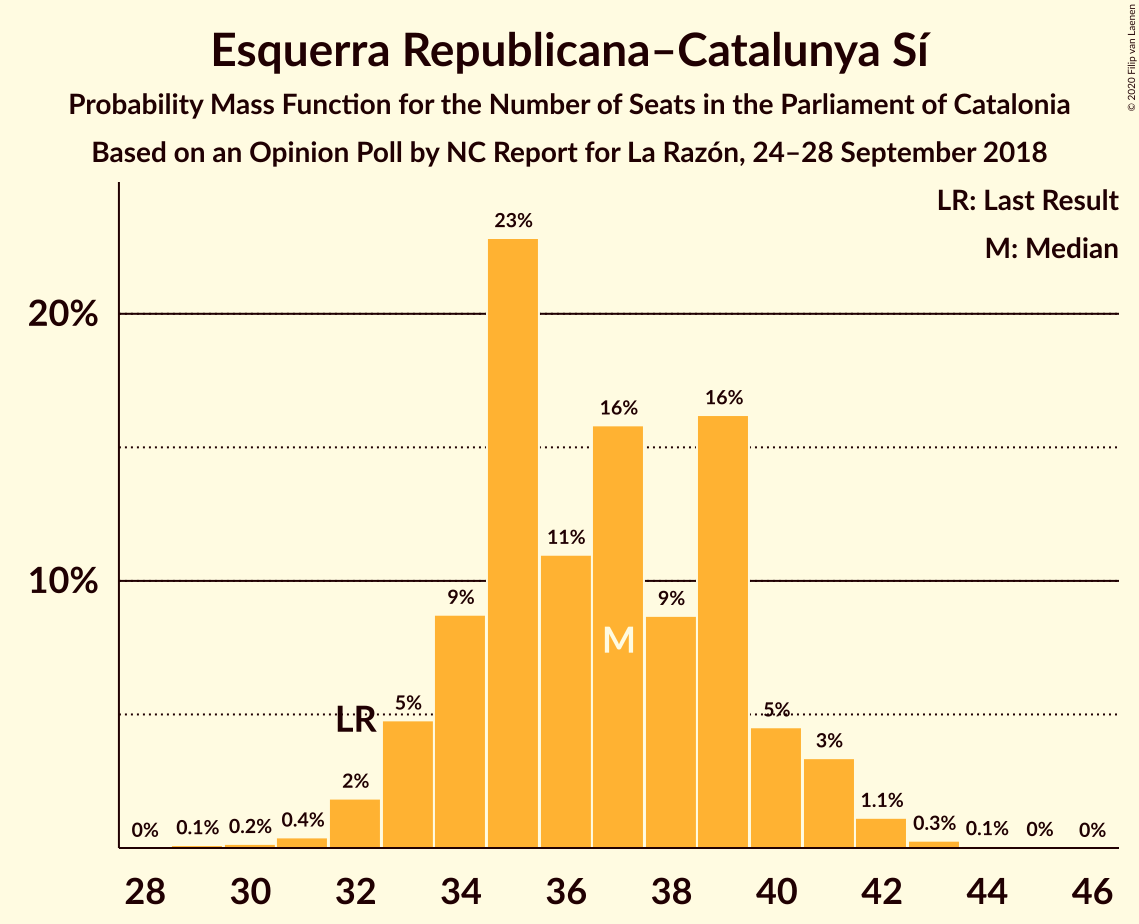 Esquerra Republicana–Catalunya Sí
Probability Mass Function for the Number of Seats in the Parliament of Catalonia
Based on an Opinion Poll by NC Report for La Razón, 24–28 September 2018
© 2020 Filip van Laenen
LR: Last Result
M: Median
23%
20%
16%
16%
11%
10%
9%
9%
M
5%
LR
5%
3%
2%
1.1%
0%
0.1%
0.2%
0.4%
0.3%
0.1%
0%
0%
28 30 32 34 36 38 40 42 44 46